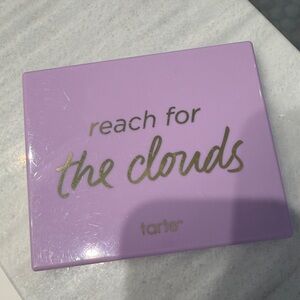 reach for
the clouds
tarte